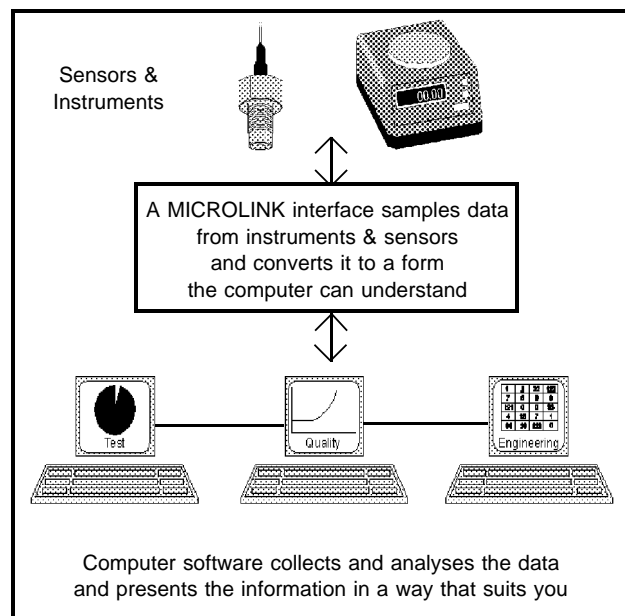 Sensors &
Instruments
00.00
A MICROLINK interface samples data
from instruments & sensors
and converts it to a form
the computer can understand
Test
Quality
Engineering
Computer software collects and analyses the data
and presents the information in a way that suits you